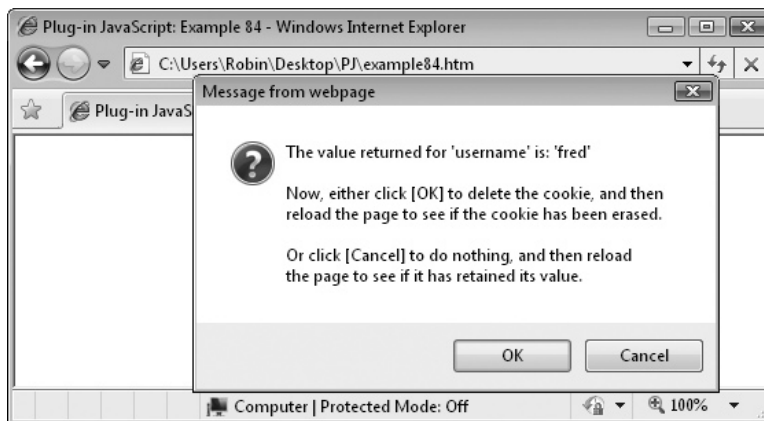 Plug-in JavaScript: Example 84 - Windows Internet Explorer
C:\Users\Robin\Desktop\PJ\example84.htm
Plug-in JavaS
Message from webpage
The value returned for 'username' is: 'fred'
Now, either click [OK] to delete the cookie, and then
reload the page to see if the cookie has been erased.
Or click [Cancel] to do nothing, and then reload
the page to see if it has retained its value.
OK Cancel
Computer | Protected Mode: Off 100%